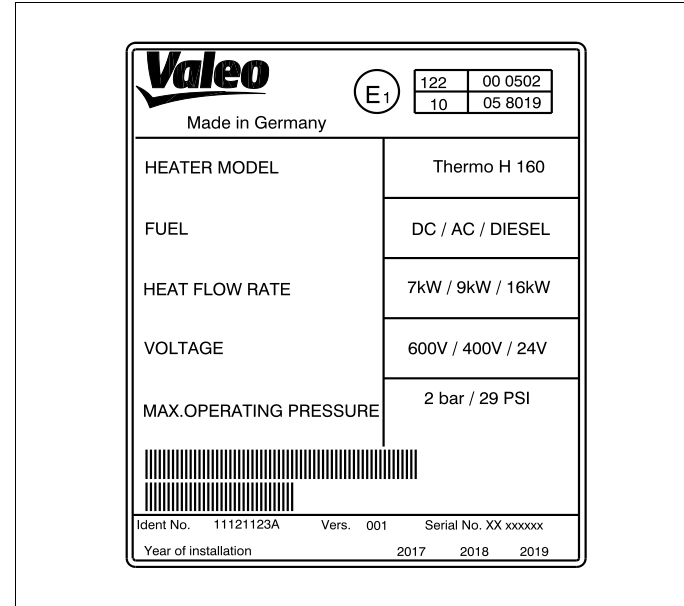 Valeo
Made in Germany
E1
122 00 0502
10 05 8019
HEATER MODEL Thermo H 160
FUEL DC / AC / DIESEL
HEAT FLOW RATE 7kW / 9kW / 16kW
VOLTAGE 600V / 400V / 24V
MAX.OPERATING PRESSURE 2 bar / 29 PSI
Ident No. 11121123A Vers. 001 Serial No. XX xxxxxx
Year of installation 2017 2018 2019